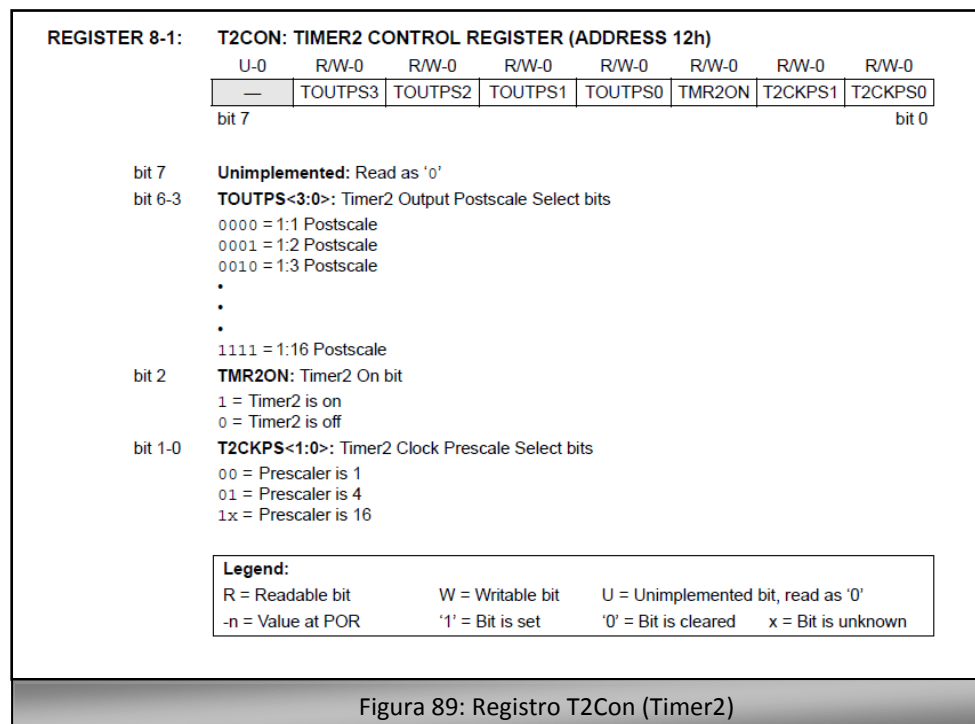 REGISTER 8-1: T2CON: TIMER2 CONTROL REGISTER (ADDRESS 12h)
U-0 R/W-0 R/W-0 R/W-0 R/W-0 R/W-0 R/W-0 R/W-0
— TOUTPS3 TOUTPS2 TOUTPS1 TOUTPS0 TMR2ON T2CKPS1 T2CKPS0
bit 7 bit 0
bit 7 Unimplemented: Read as ‘0’
bit 6-3 TOUTPS<3:0>: Timer2 Output Postscale Select bits
0000 = 1:1 Postscale
0001 = 1:2 Postscale
0010 = 1:3 Postscale
•
•
•
1111 = 1:16 Postscale
bit 2 TMR2ON: Timer2 On bit
1 = Timer2 is on
0 = Timer2 is off
bit 1-0 T2CKPS<1:0>: Timer2 Clock Prescale Select bits
00 = Prescaler is 1
01 = Prescaler is 4
1x = Prescaler is 16
Legend:
R = Readable bit W = Writable bit U = Unimplemented bit, read as ‘0’
-n = Value at POR ‘1’ = Bit is set ‘0’ = Bit is cleared x = Bit is unknown
Figura 89: Registro T2Con (Timer2)